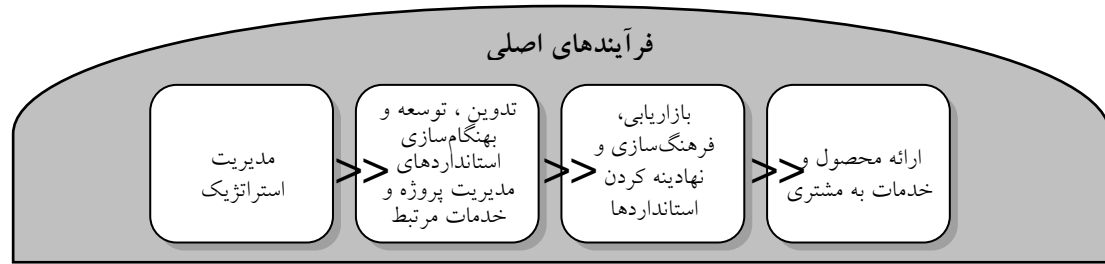 فرآیندهای اصلی
مدیریت
استراتژیک
>>
تدوین ، توسعه و
بهنگام‌سازی
استانداردهای
مدیریت پروژه و
خدمات مرتبط
>>
بازاریابی،
فرهنگ‌سازی و
نهادینه کردن
استانداردها
>>
ارائه محصول و
خدمات به مشتری